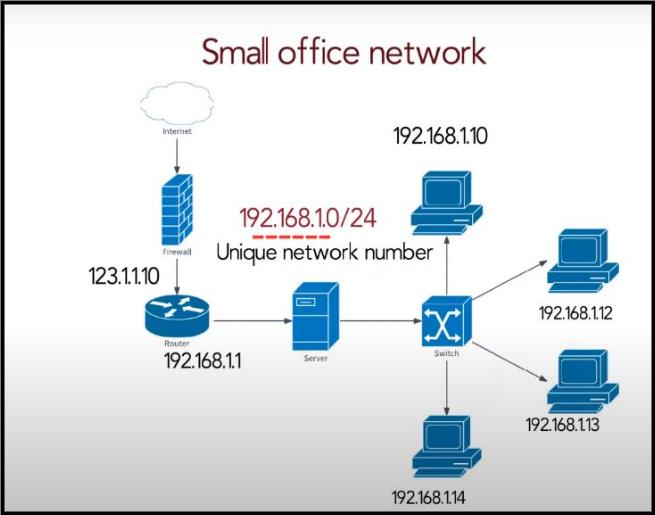 Small office network
Internet
192.168.1.10
192.168.1.0/24
Unique network number
Firewall
123.1.1.10
192.168.1.12
Router
Server
Switch
192.168.1.1
192.168.1.13
192.168.1.14